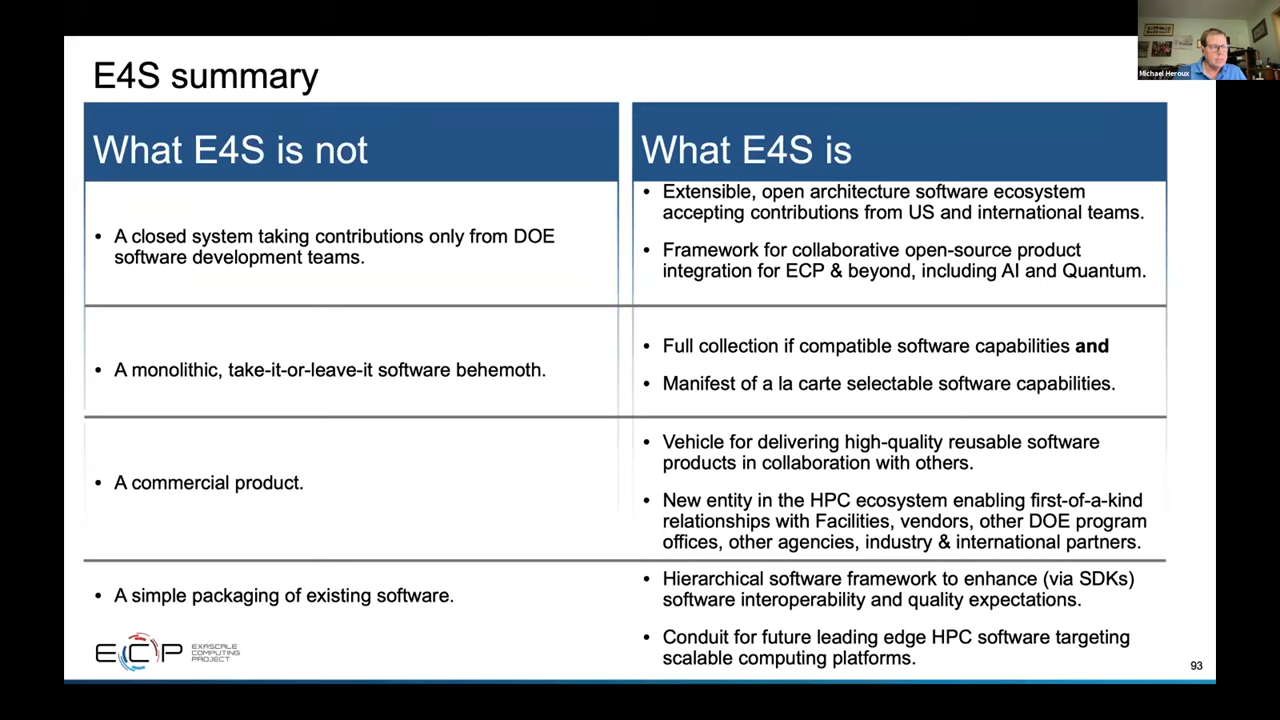 E4S summary
What E4S is not
What E4S is
• A closed system taking contributions only from DOE
software development teams.
• Extensible, open architecture software ecosystem
accepting contributions from US and international teams.
• Framework for collaborative open-source product
integration for ECP & beyond, including AI and Quantum.
• A monolithic, take-it-or-leave-it software behemoth.
• Full collection if compatible software capabilities and
• Manifest of a la carte selectable software capabilities.
• A commercial product.
• Vehicle for delivering high-quality reusable software
products in collaboration with others.
• New entity in the HPC ecosystem enabling first-of-a-kind
relationships with Facilities, vendors, other DOE program
offices, other agencies, industry & international partners.
• A simple packaging of existing software.
• Hierarchical software framework to enhance (via SDKs)
software interoperability and quality expectations.
• Conduit for future leading edge HPC software targeting
scalable computing platforms.
ECP
EXASCALE
COMPUTING
PROJECT
93
Michael Heroux